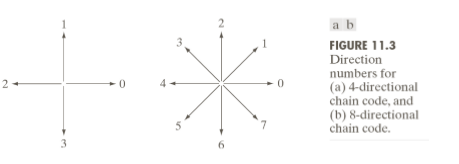 1
2
0
3
2
3
1
4
0
5
7
6
a b
FIGURE 11.3
Direction
numbers for
(a) 4-directional
chain code, and
(b) 8-directional
chain code.